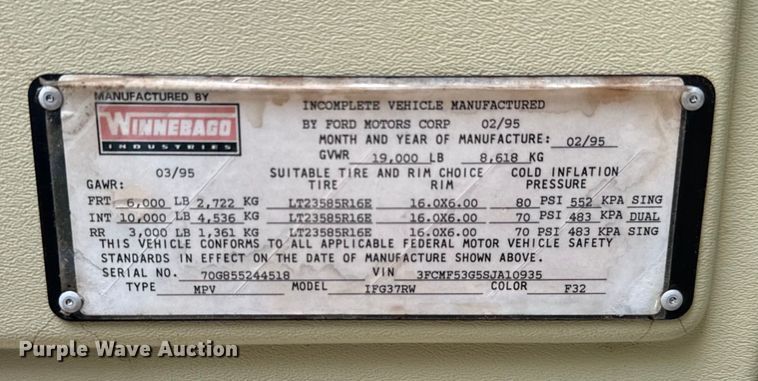 MANUFACTURED BY
WINNEBAGO
INDUSTRIES
INCOMPLETE VEHICLE MANUFACTURED
BY FORD MOTORS CORP 02/95
MONTH AND YEAR OF MANUFACTURE: 02/95
GVWR 19,000 LB 8,618 KG
03/95 SUITABLE TIRE AND RIM CHOICE COLD INFLATION
GAWR: TIRE RIM PRESSURE
FRT 6,000 LB 2,722 KG LT23585R16E 16.0X6.00 80 PSI 552 KPA SING
INT 10,000 LB 4,536 KG LT23585R16E 16.0X6.00 70 PSI 483 KPA DUAL
RR 3,000 LB 1,361 KG LT23585R16E 16.0X6.00 70 PSI 483 KPA SING
THIS VEHICLE CONFORMS TO ALL APPLICABLE FEDERAL MOTOR VEHICLE SAFETY
STANDARDS IN EFFECT ON THE DATE OF MANUFACTURE SHOWN ABOVE.
SERIAL NO. 70G855244518 VIN 3FCMF53G5SJA10935
TYPE MPV MODEL IFG37RW COLOR F32
Purple Wave Auction